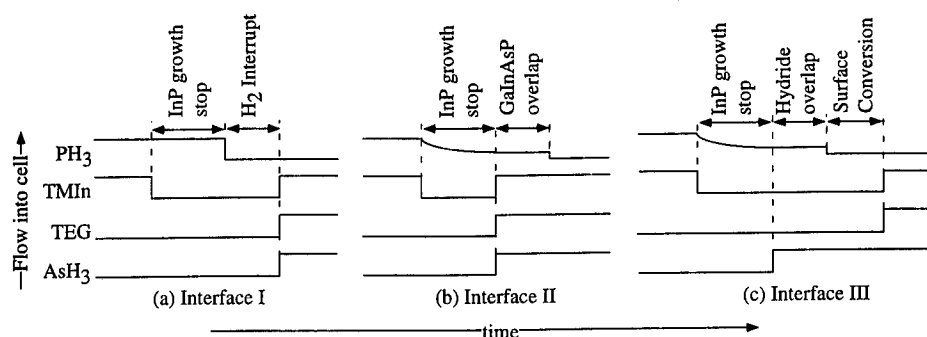 InP growth
stop
H2 Interrupt
InP growth
stop
GaInAsP
overlap
InP growth
stop
Hydride
overlap
Surface
Conversion
Flow into cell
PH3
TMIn
TEG
AsH3
(a) Interface I
(b) Interface II
(c) Interface III
time